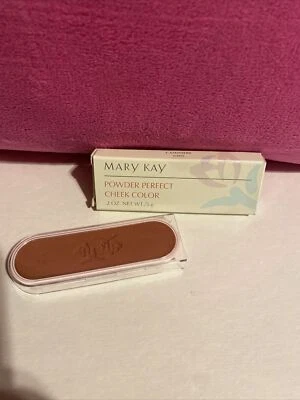 MARY KAY
POWDER PERFECT
CHEEK COLOR
.2 OZ. NET WT./5 g